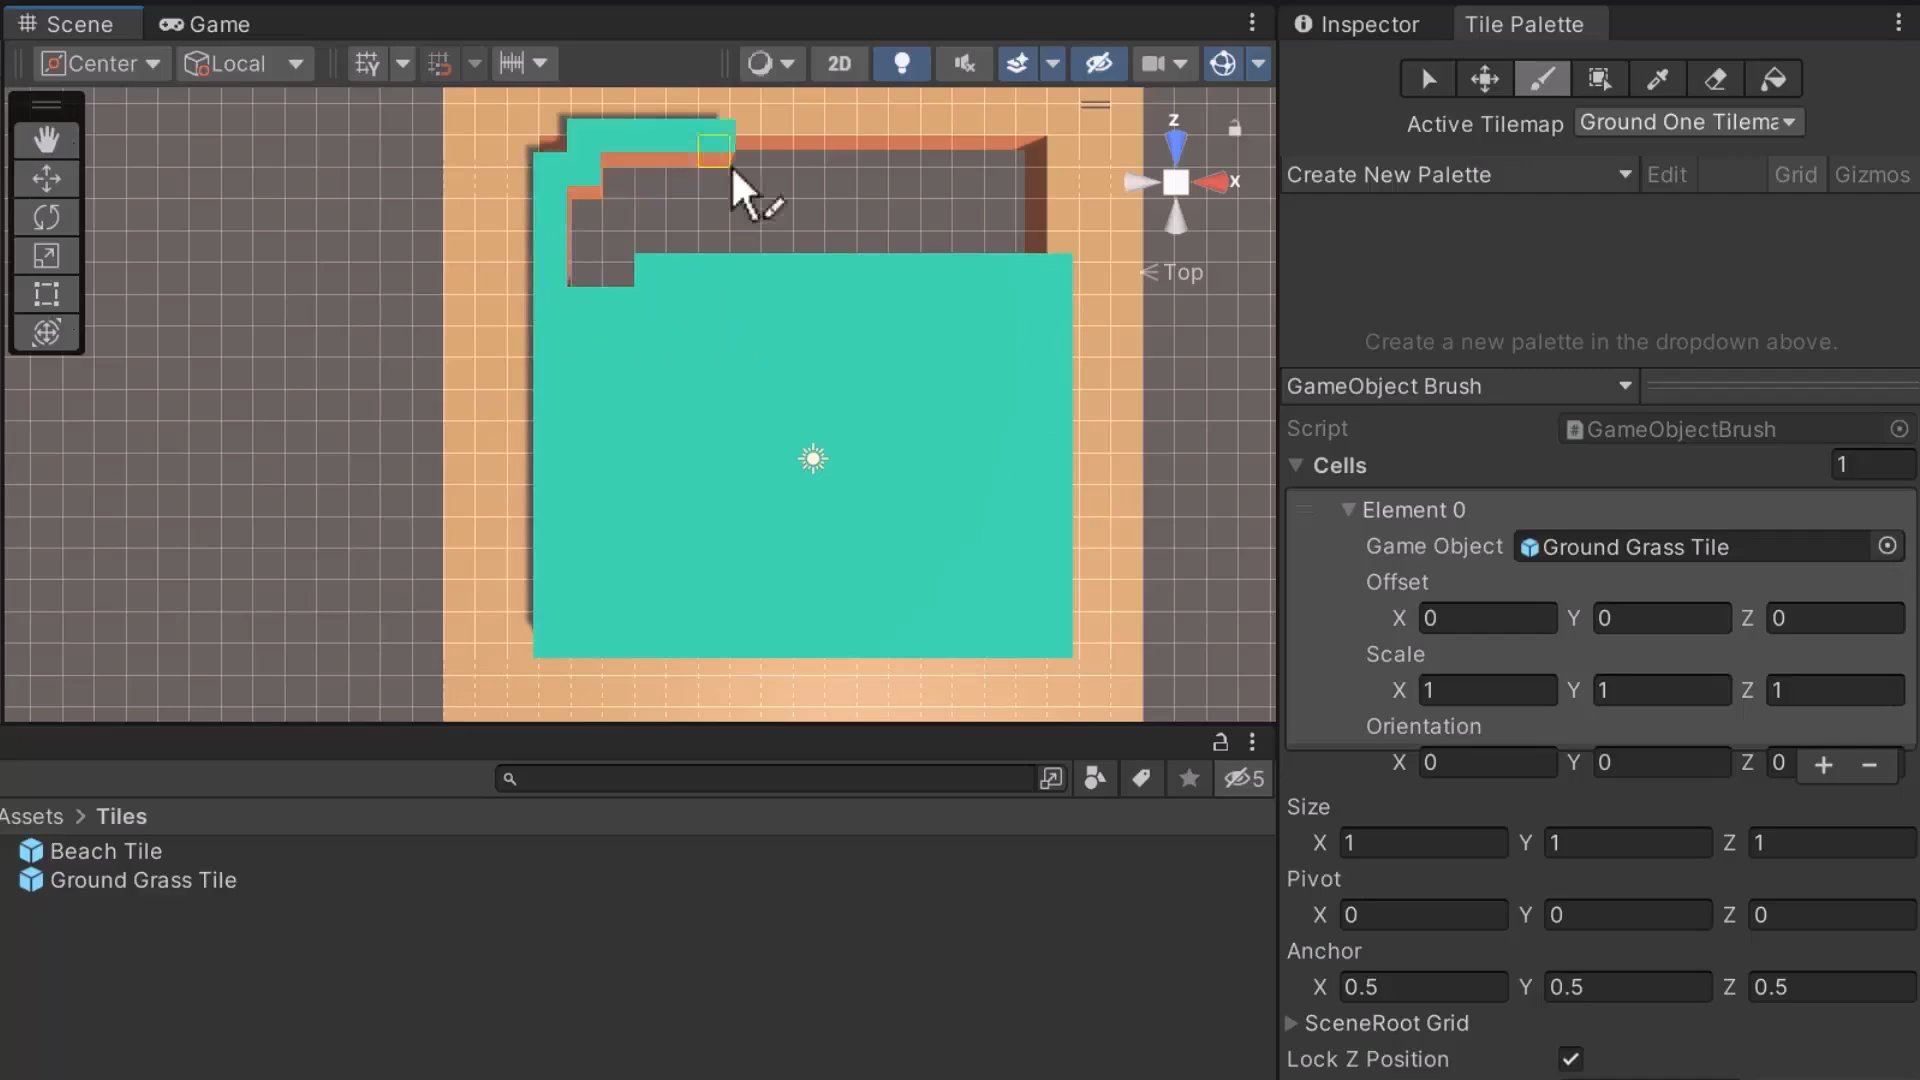 Scene
Game
Center
Local
2D
z
x
Top
5
Assets > Tiles
Beach Tile
Ground Grass Tile
Inspector
Tile Palette
Active Tilemap Ground One Tilema
Create New Palette Edit Grid Gizmos
Create a new palette in the dropdown above.
GameObject Brush
Script GameObjectBrush
Cells 1
Element 0
Game Object Ground Grass Tile
Offset
X 0 Y 0 Z 0
Scale
X 1 Y 1 Z 1
Orientation
X 0 Y 0 Z 0 + −
Size
X 1 Y 1 Z 1
Pivot
X 0 Y 0 Z 0
Anchor
X 0.5 Y 0.5 Z 0.5
SceneRoot Grid
Lock Z Position